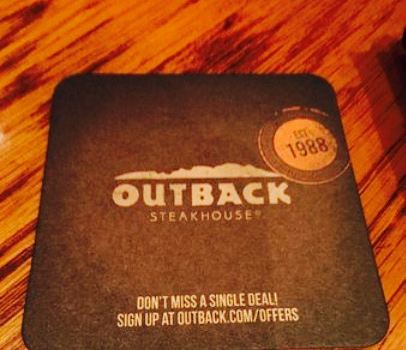 EST.
1988
OUTBACK
STEAKHOUSE®
DON'T MISS A SINGLE DEAL!
SIGN UP AT OUTBACK.COM/OFFERS